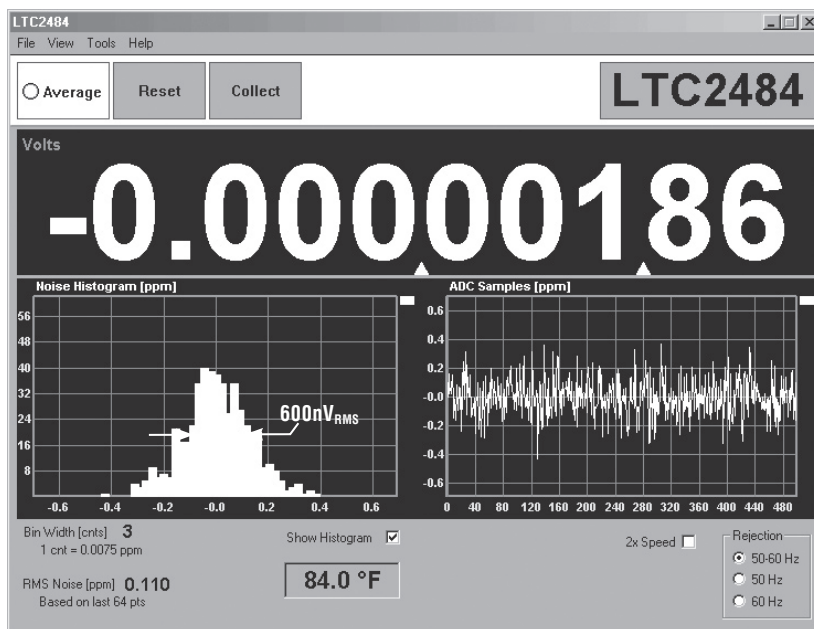 LTC2484
File View Tools Help
Average Reset Collect LTC2484
Volts
-0.00000186
Noise Histogram [ppm]
56
48
40
32
24
16
8
-0.6 -0.4 -0.2 -0.0 0.2 0.4 0.6
600nVRMS
ADC Samples [ppm]
0.6
0.4
0.2
-0.0
-0.2
-0.4
-0.6
0 40 80 120 160 200 240 280 320 360 400 440 480
Bin Width [cnts] 3
1 cnt = 0.0075 ppm
RMS Noise [ppm] 0.110
Based on last 64 pts
Show Histogram
84.0 °F
2x Speed
Rejection
50-60 Hz
50 Hz
60 Hz